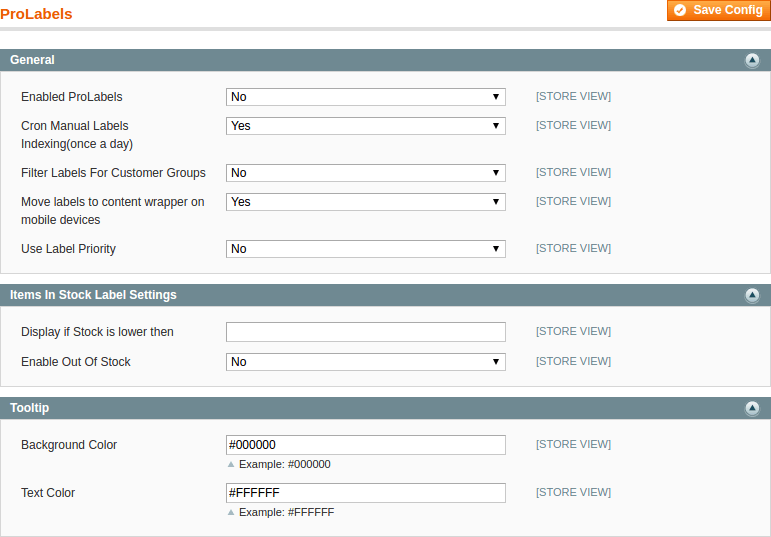 ProLabels
Save Config
General
Enabled ProLabels No [STORE VIEW]
Cron Manual Labels Yes [STORE VIEW]
Indexing(once a day)
Filter Labels For Customer Groups No [STORE VIEW]
Move labels to content wrapper on Yes [STORE VIEW]
mobile devices
Use Label Priority No [STORE VIEW]
Items In Stock Label Settings
Display if Stock is lower then [STORE VIEW]
Enable Out Of Stock No [STORE VIEW]
Tooltip
Background Color #000000 [STORE VIEW]
Example: #000000
Text Color #FFFFFF [STORE VIEW]
Example: #FFFFFF